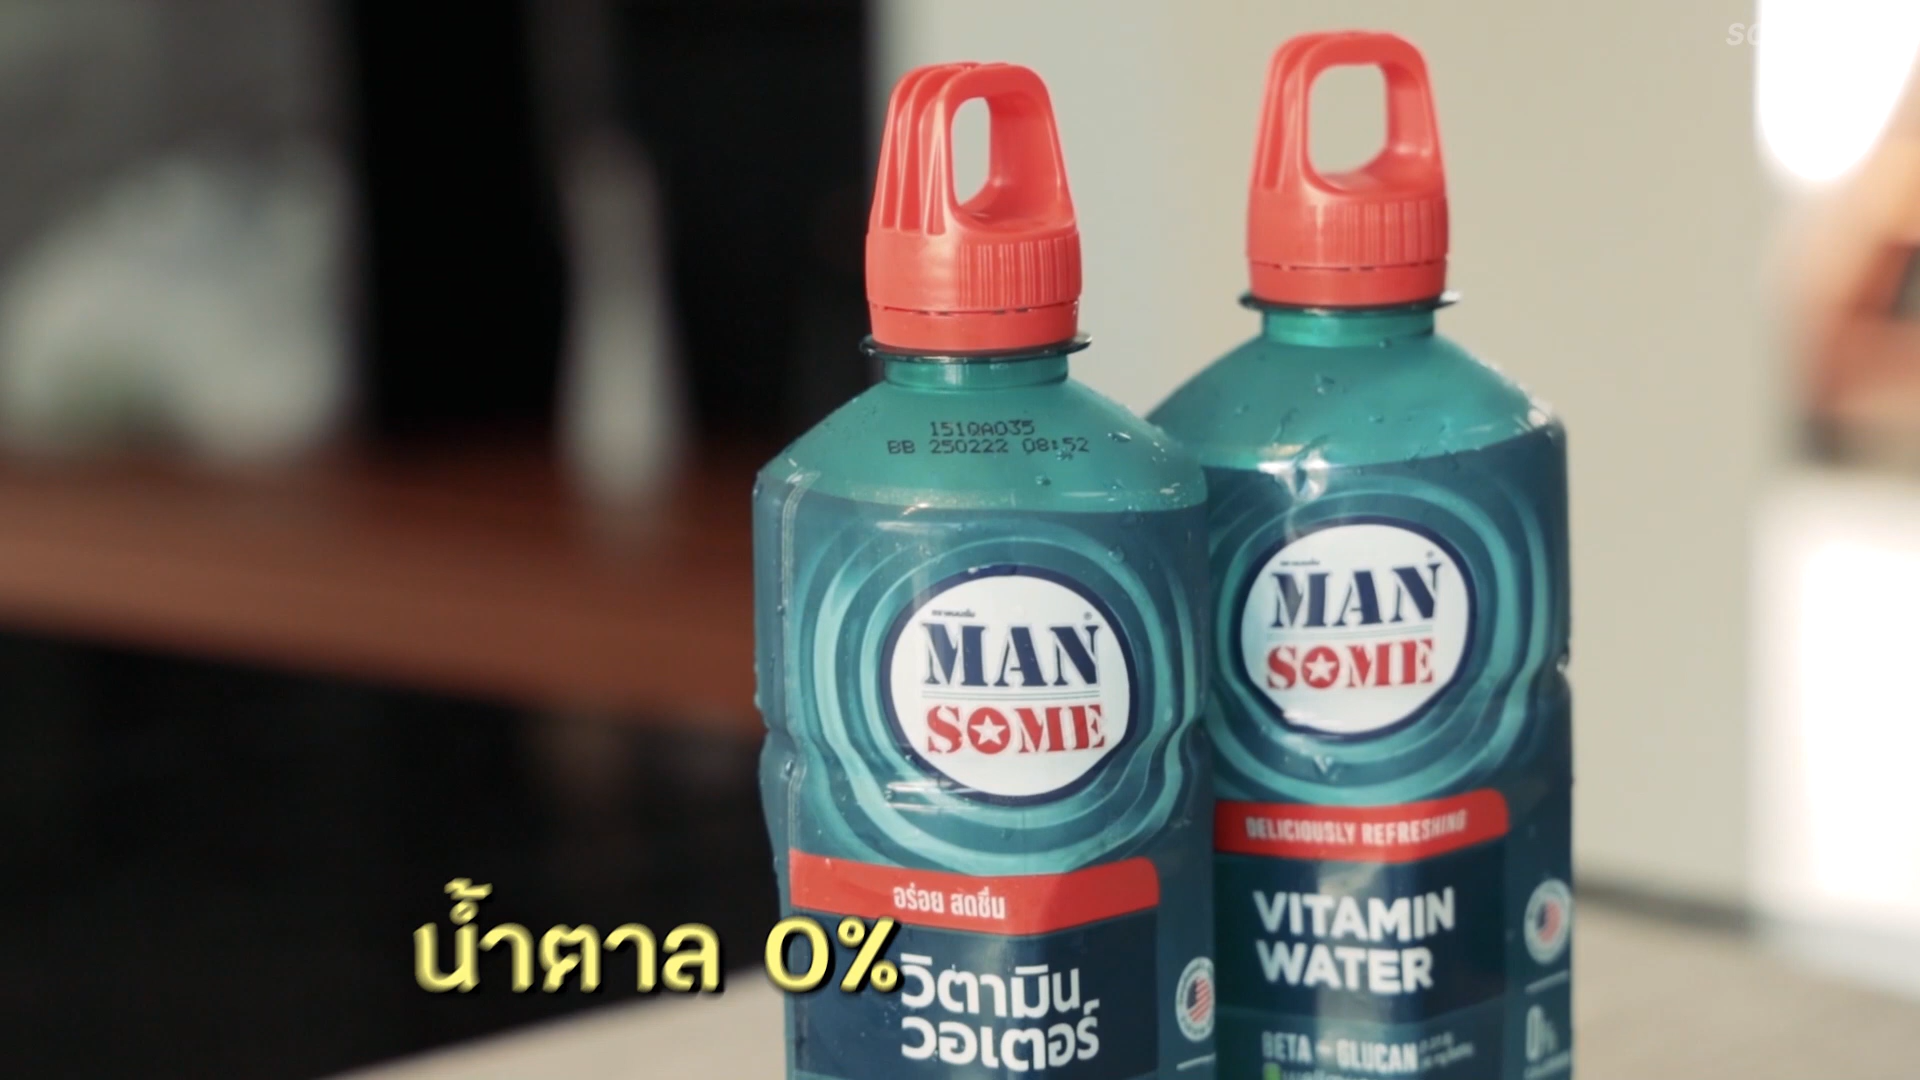 151QA035
BB 250222 08:52
MAN
SOME
อร่อย สดชื่น
วิตามิน
วอเตอร์
MAN
SOME
DELICIOUSLY REFRESHING
VITAMIN
WATER
BETA - GLUCAN
0%
น้ำตาล 0%